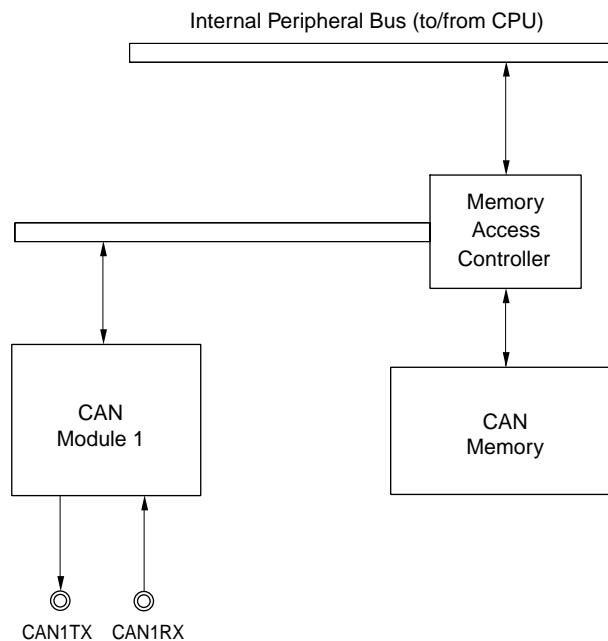 Internal Peripheral Bus (to/from CPU)
Memory
Access
Controller
CAN
Module 1
CAN
Memory
CAN1TX
CAN1RX